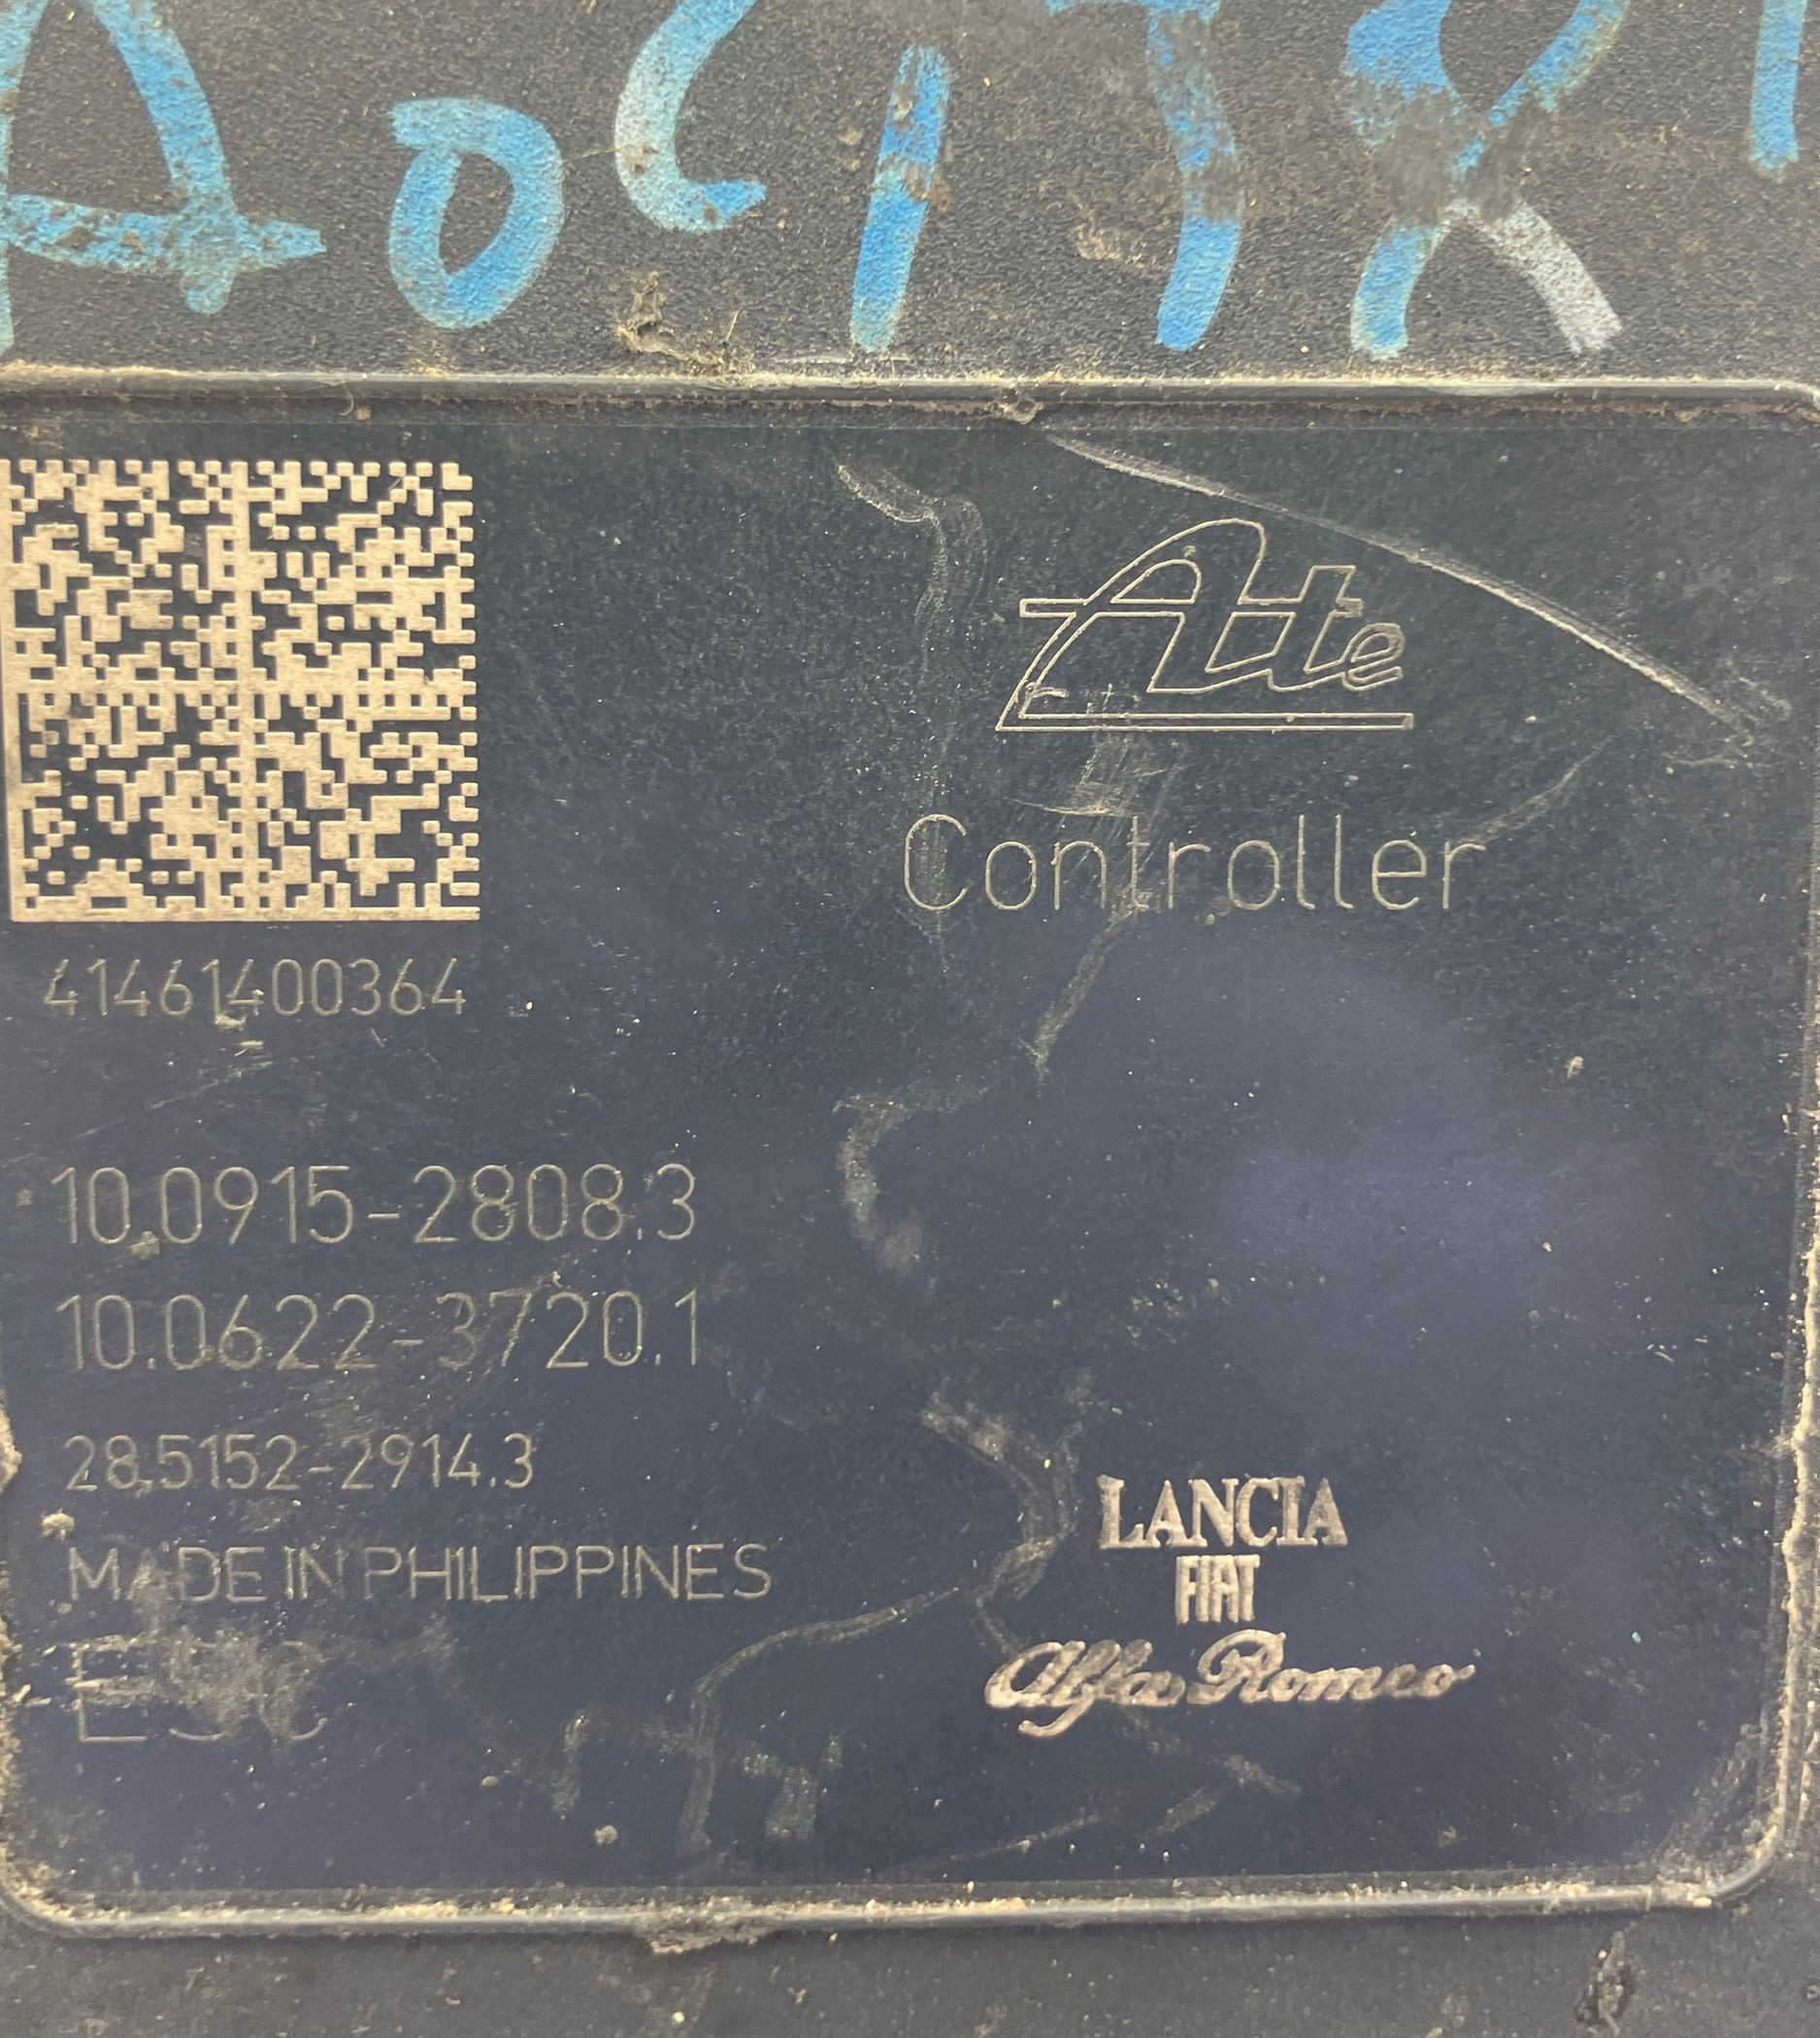 Ate
Controller
41461400364
10.0915-2808.3
10.0622-3720.1
28.5152-2914.3
MADE IN PHILIPPINES
ESC
LANCIA
FIAT
Alfa Romeo